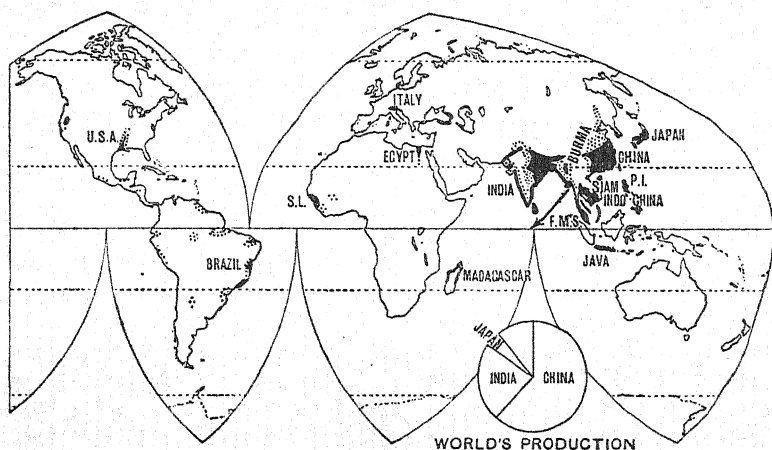 ITALY
U.S.A.
JAPAN
BURMA
EGYPT
CHINA
INDIA
SIAM
P.I.
S.L.
INDO CHINA
F.M.S.
BRAZIL
JAVA
MADAGASCAR
JAPAN
INDIA
CHINA
WORLD'S PRODUCTION